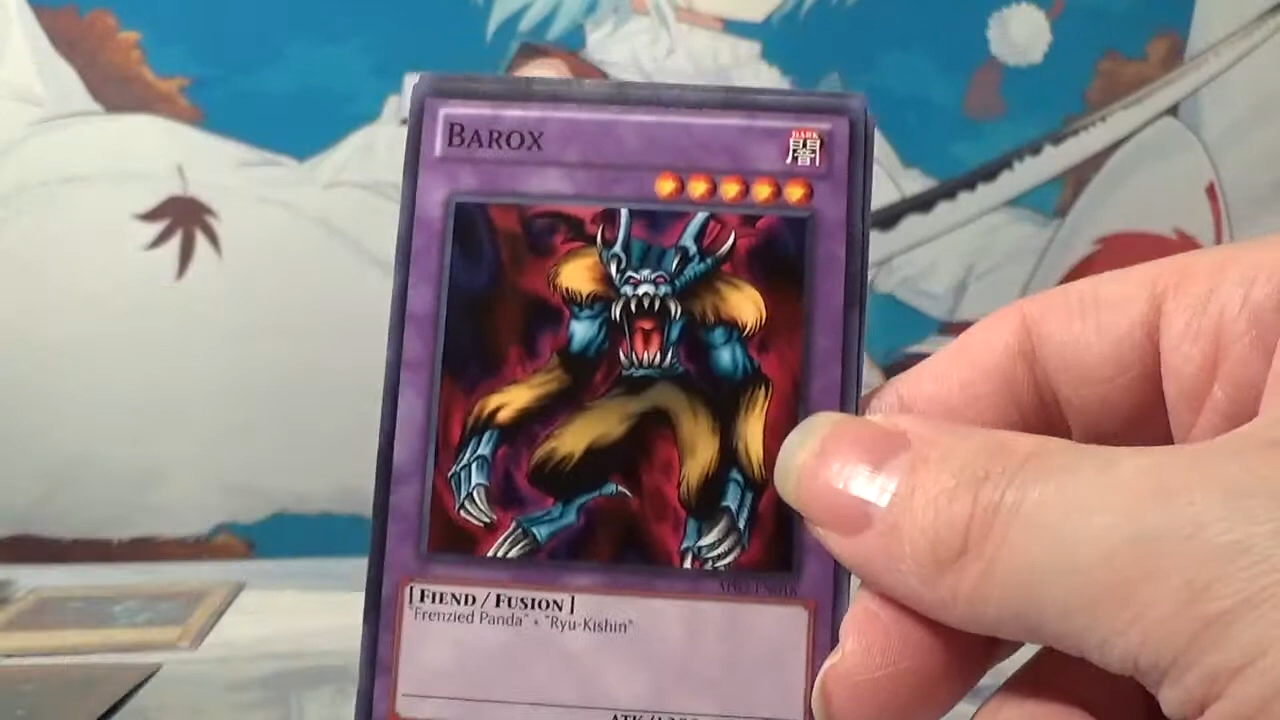 BAROX
DARK
闇
[FIEND/FUSION]
"Frenzied Panda" + "Ryu-Kishin"